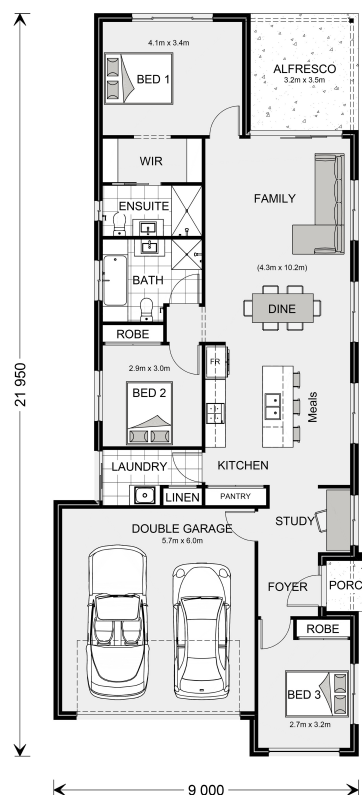 4.1m x 3.4m
BED 1
ALFRESCO
3.2m x 3.5m
WIR
ENSUITE
FAMILY
BATH
(4.3m x 10.2m)
DINE
ROBE
2.9m x 3.0m
BED 2
FR
Meals
LAUNDRY
KITCHEN
LINEN
PANTRY
DOUBLE GARAGE
5.7m x 6.0m
STUDY
FOYER
PORC
ROBE
BED 3
2.7m x 3.2m
21 950
9 000